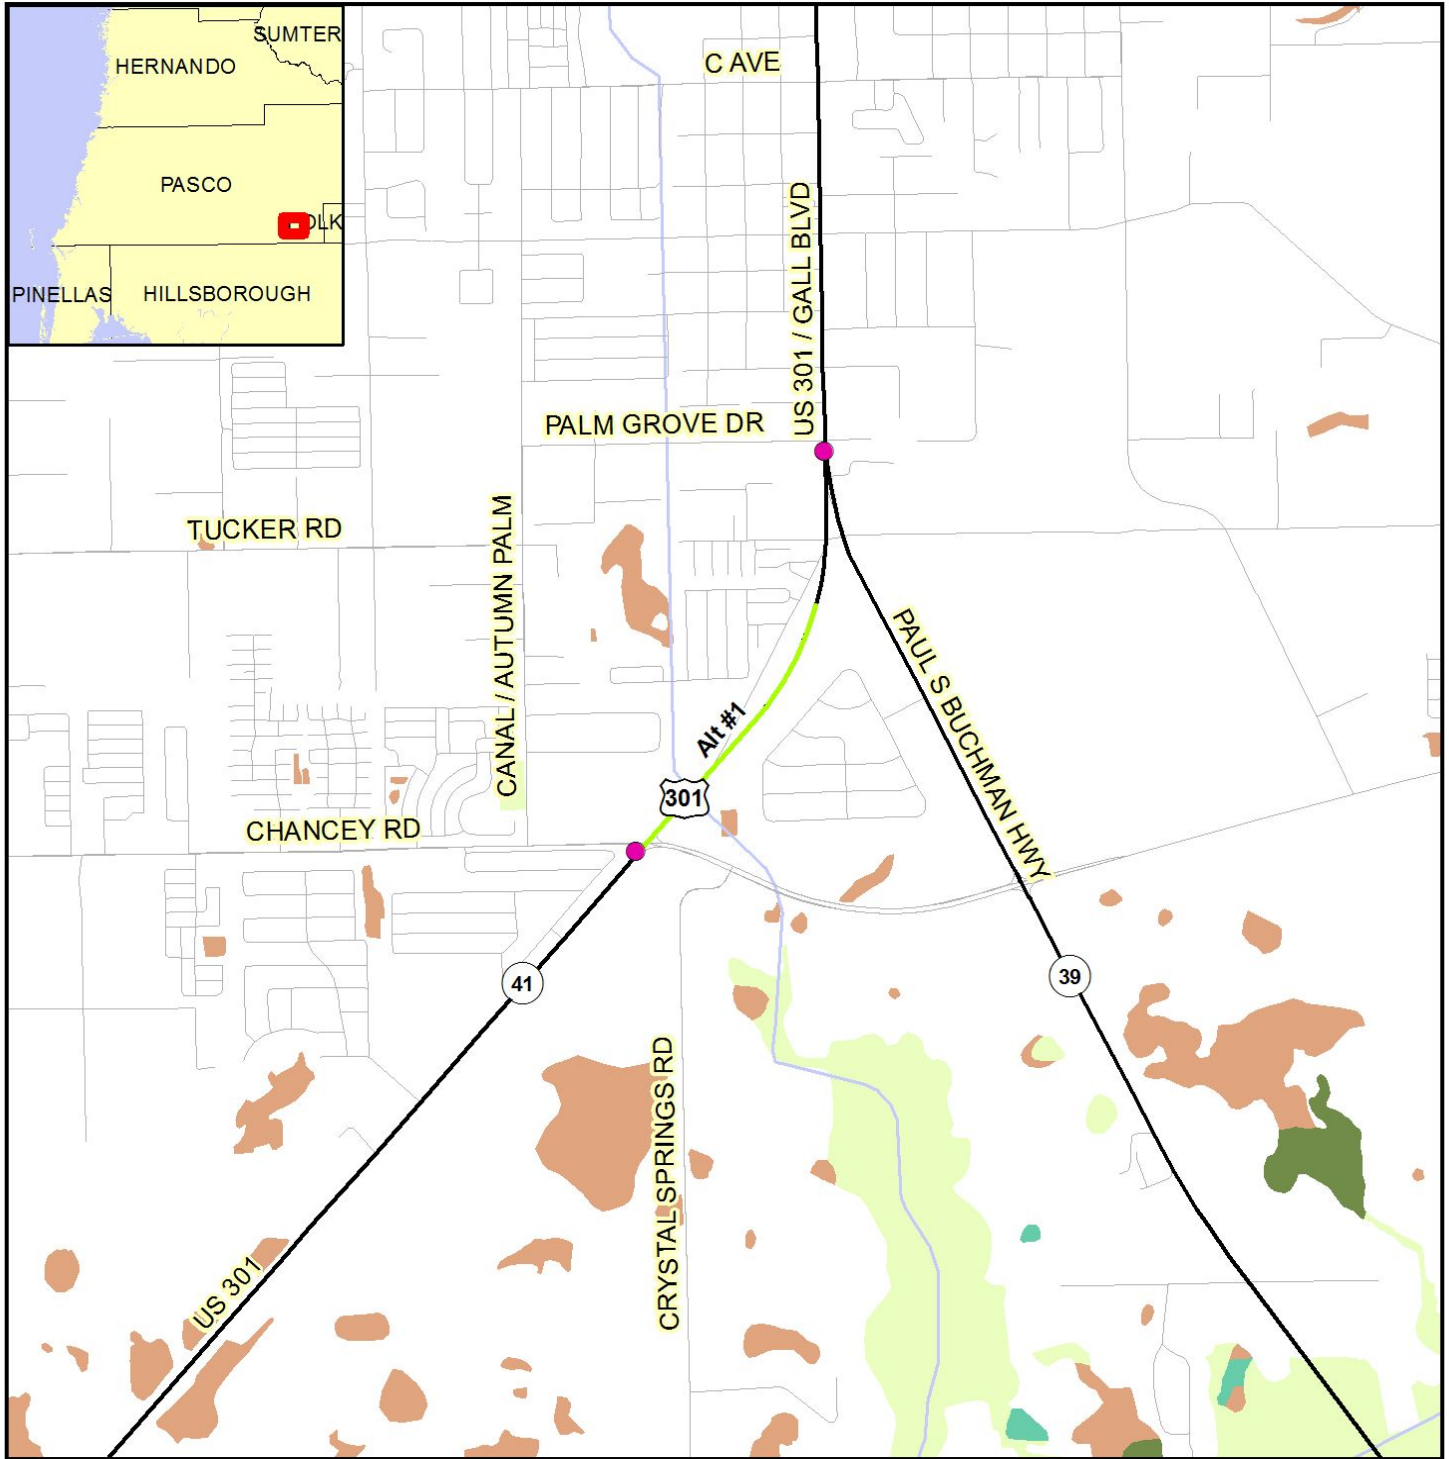 SUMTER
HERNANDO
PASCO
OLK
PINELLAS
HILLSBOROUGH
C AVE
US 301 / GALL BLVD
PALM GROVE DR
TUCKER RD
CANAL / AUTUMN PALM
PAUL S BUCHMAN HWY
Alt #1
301
CHANCEY RD
41
39
CRYSTAL SPRINGS RD
US 301